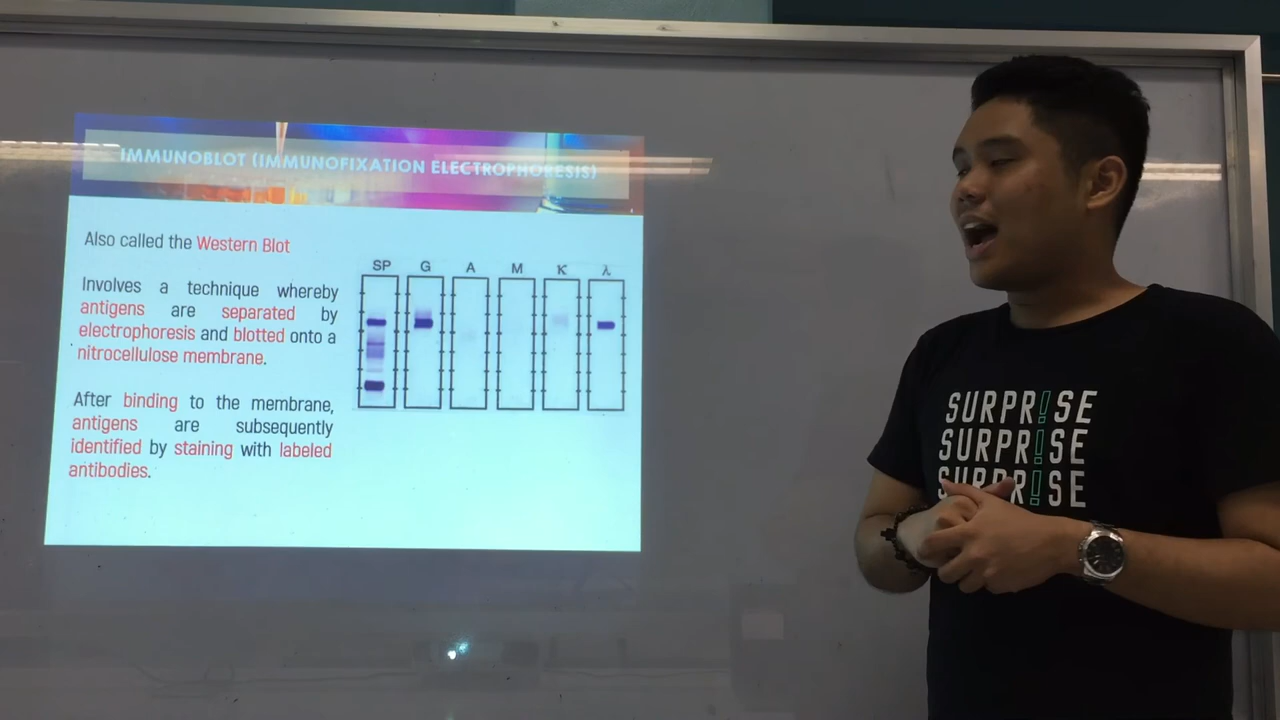 IMMUNOBLOT (IMMUNOFIXATION ELECTROPHORESIS)
Also called the Western Blot
Involves a technique whereby
antigens are separated by
electrophoresis and blotted onto a
nitrocellulose membrane.
After binding to the membrane,
antigens are subsequently
identified by staining with labeled
antibodies.
SP G A M K λ
SURPR!SE
SURPR!SE
SURPR!SE